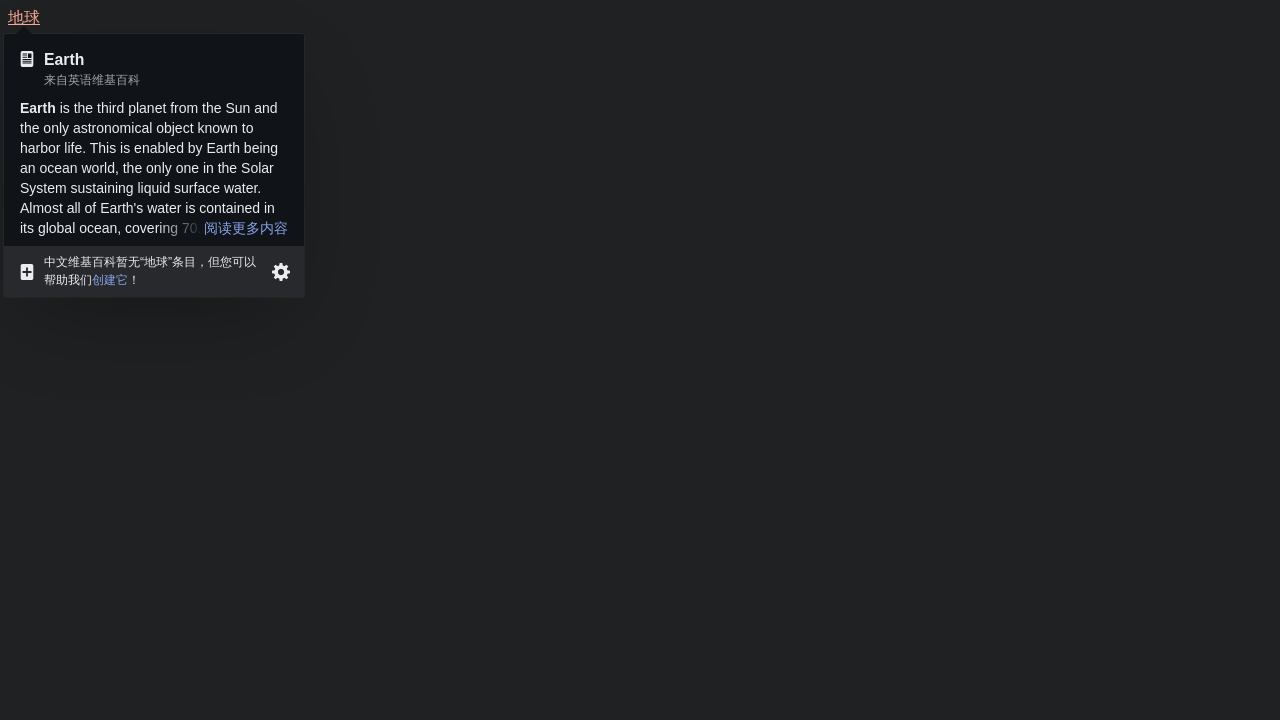 地球
Earth
来自英语维基百科
Earth is the third planet from the Sun and
the only astronomical object known to
harbor life. This is enabled by Earth being
an ocean world, the only one in the Solar
System sustaining liquid surface water.
Almost all of Earth's water is contained in
its global ocean, covering 70. 阅读更多内容
中文维基百科暂无“地球”条目，但您可以
帮助我们创建它！